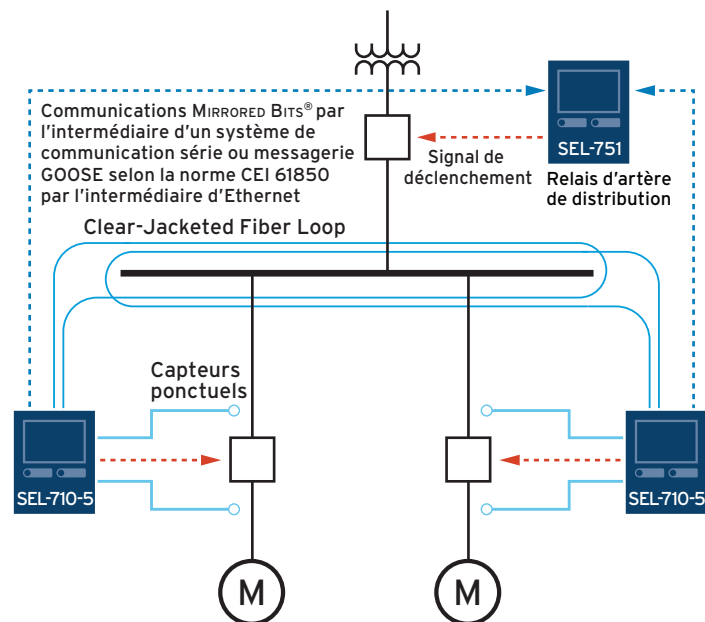 Communications MIRRORED BITS® par
l'intermédiaire d'un système de
communication série ou messagerie
GOOSE selon la norme CEI 61850
par l'intermédiaire d'Ethernet
SEL-751
Signal de
déclenchement
Relais d'artère
de distribution
Clear-Jacketed Fiber Loop
Capteurs
ponctuels
SEL-710-5
SEL-710-5
M
M